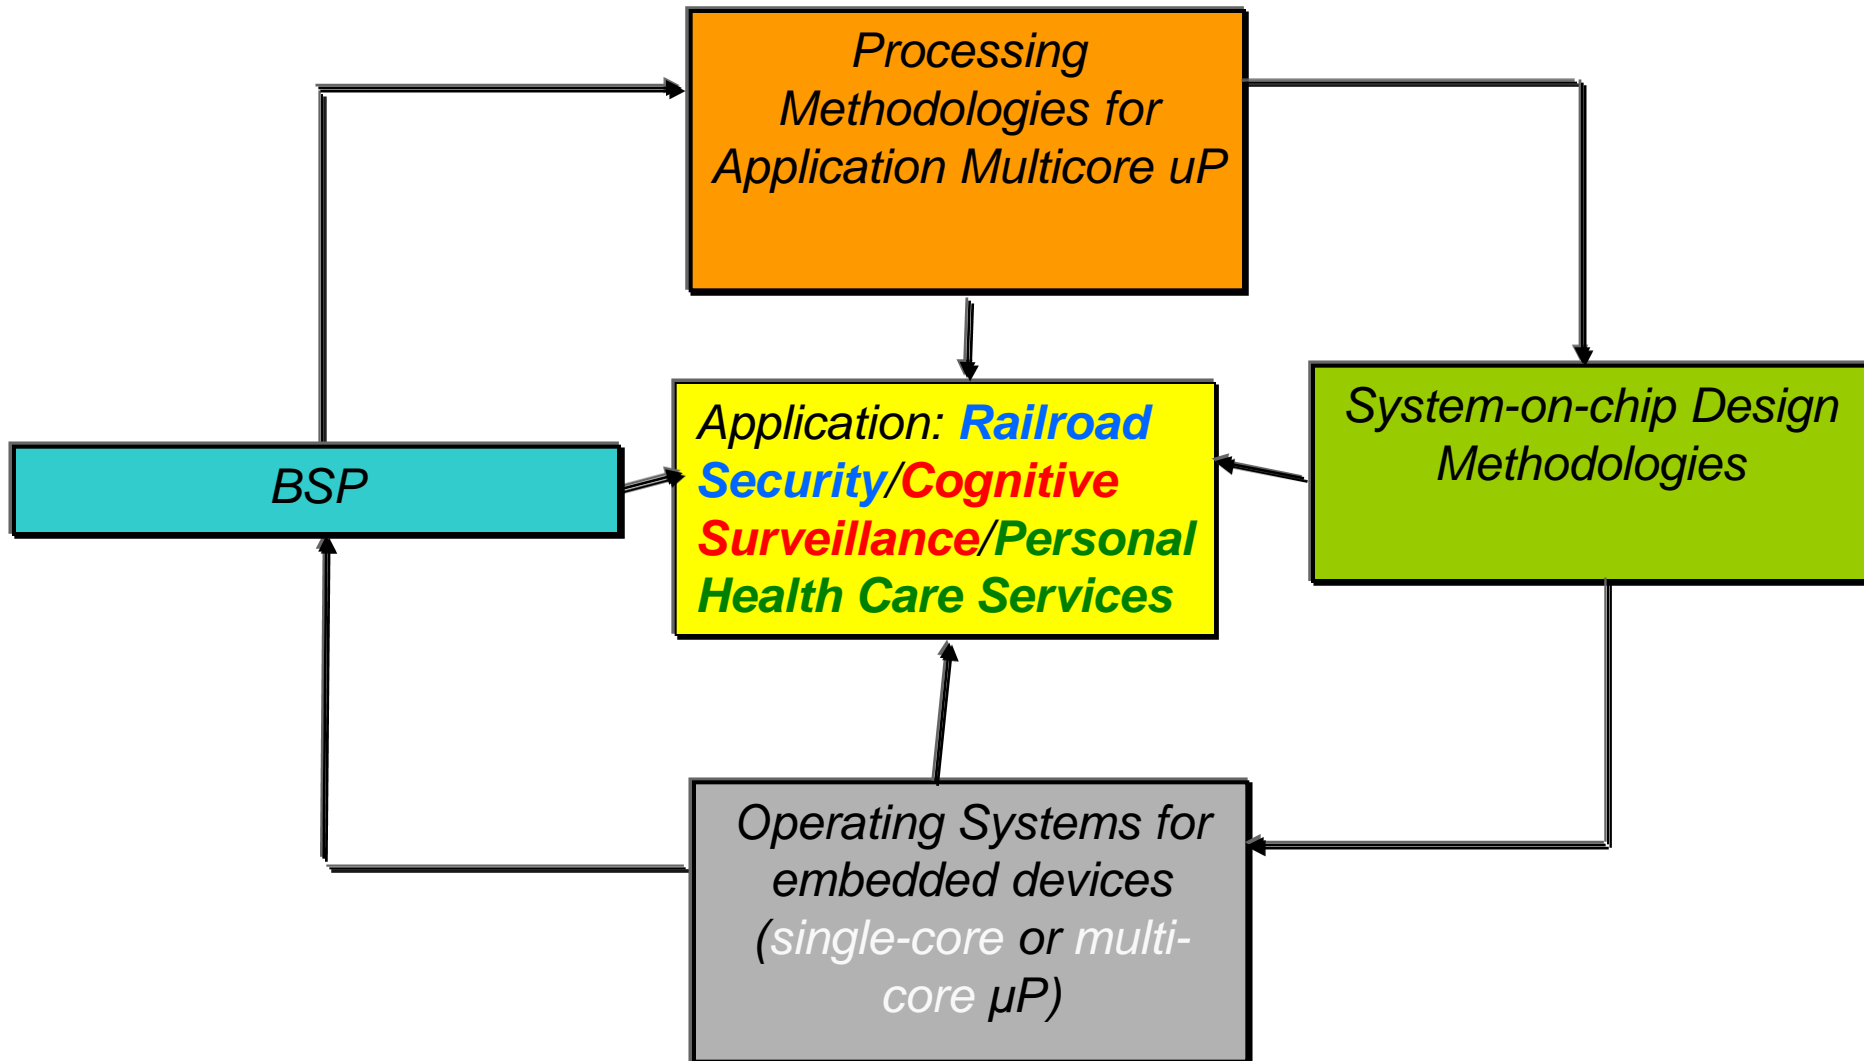 Processing
Methodologies for
Application Multicore uP
Application: Railroad
Security/Cognitive
Surveillance/Personal
Health Care Services
System-on-chip Design
Methodologies
BSP
Operating Systems for
embedded devices
(single-core or multi-
core µP)